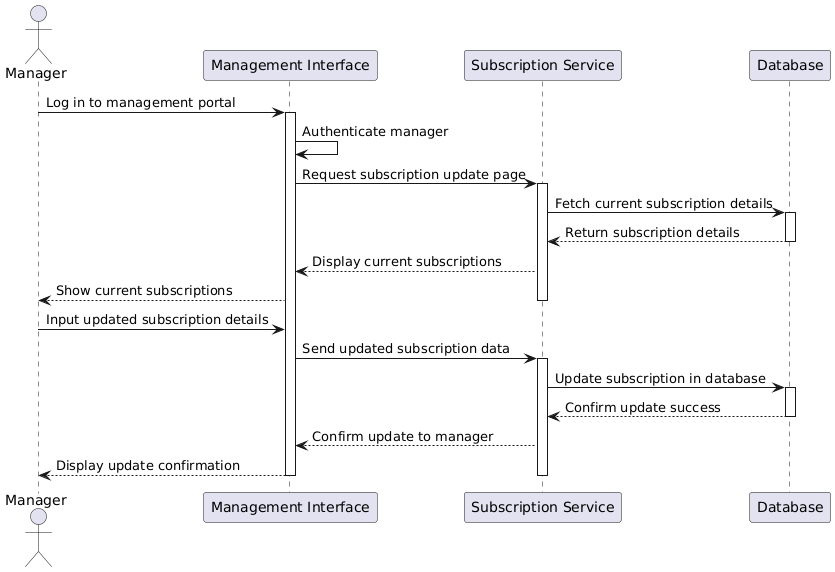 Manager
Management Interface
Subscription Service
Database
Log in to management portal
Authenticate manager
Request subscription update page
Fetch current subscription details
Return subscription details
Display current subscriptions
Show current subscriptions
Input updated subscription details
Send updated subscription data
Update subscription in database
Confirm update success
Confirm update to manager
Display update confirmation
Manager
Management Interface
Subscription Service
Database